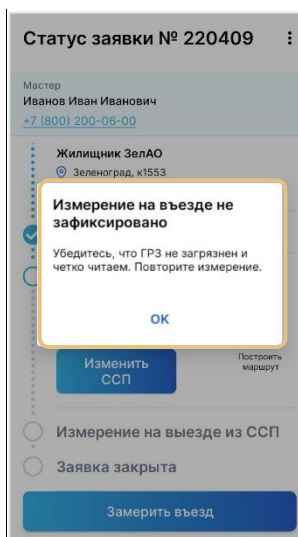 Статус заявки № 220409
Мастер
Иванов Иван Иванович
+7 (800) 200-06-00
Жилищник ЗелАО
Зеленоград, к1553
Измерение на въезде не
зафиксировано
Убедитесь, что ГРЗ не загрязнен и
четко читаем. Повторите измерение.
ОК
Изменить
ССП
Построить
маршрут
Измерение на выезде из ССП
Заявка закрыта
Замерить въезд